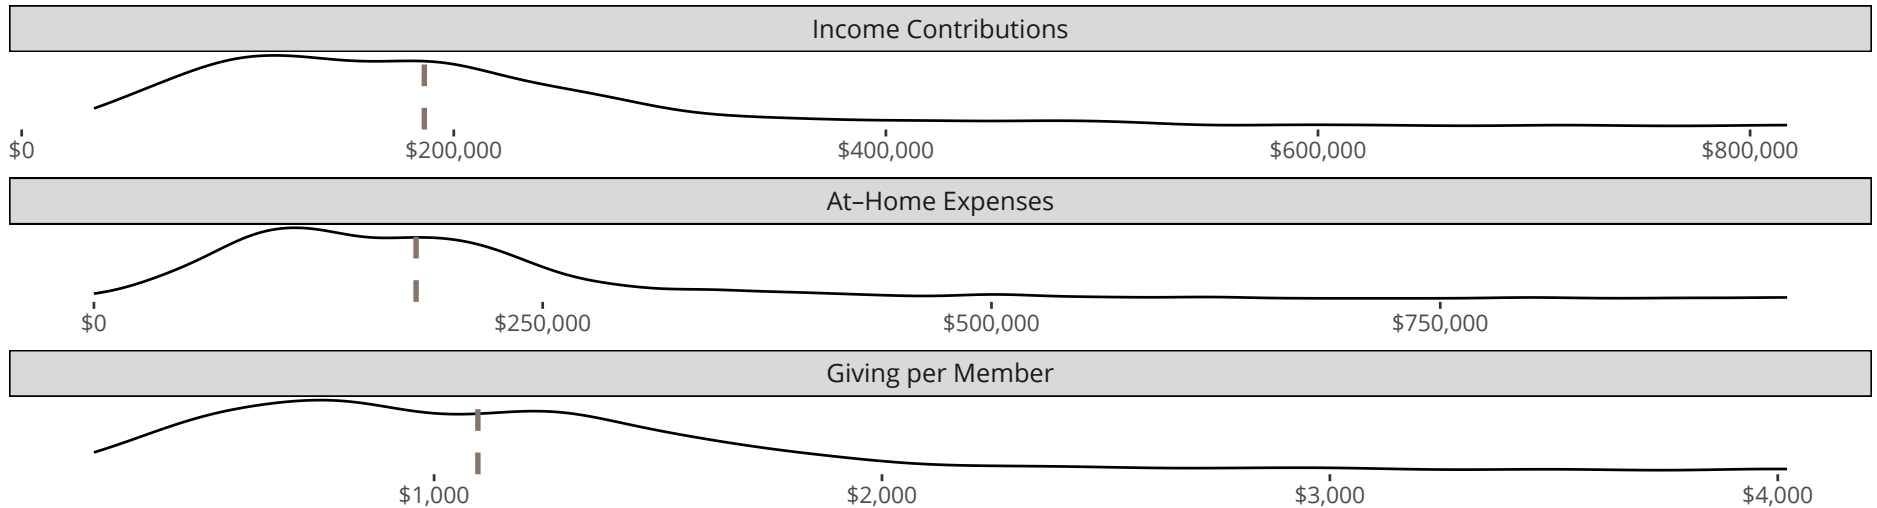 Income Contributions
$0 $200,000 $400,000 $600,000 $800,000
At–Home Expenses
$0 $250,000 $500,000 $750,000
Giving per Member
$1,000 $2,000 $3,000 $4,000